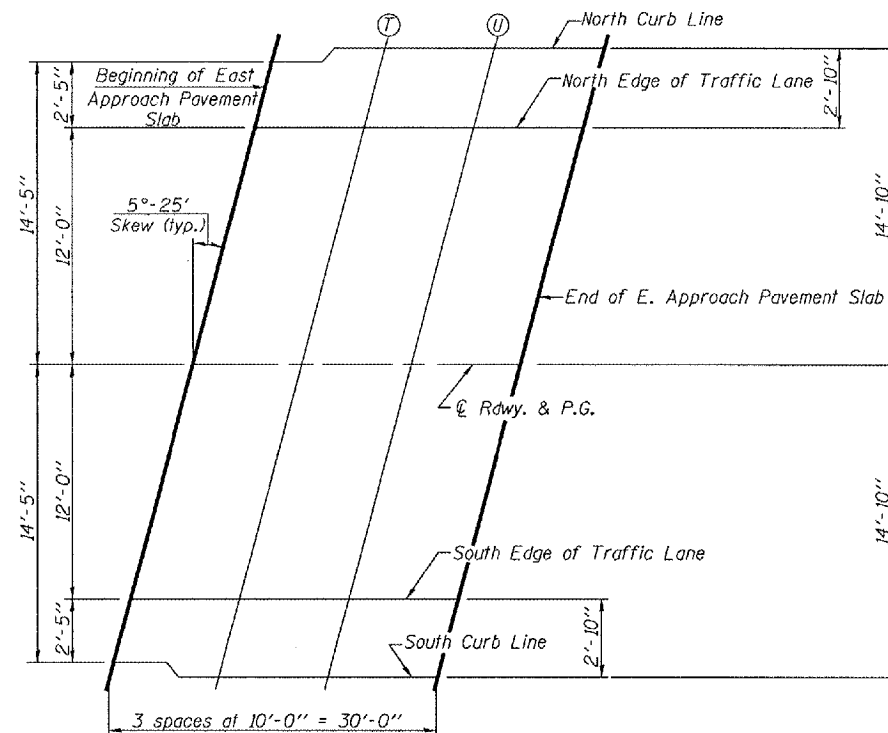 T
U
North Curb Line
Beginning of East
Approach Pavement
Slab
North Edge of Traffic Lane
2'-5"
2'-10"
5°-25'
Skew (typ.)
14'-5"
12'-0"
14'-10"
End of E. Approach Pavement Slab
℄ Rdwy. & P.G.
14'-5"
12'-0"
14'-10"
South Edge of Traffic Lane
2'-5"
South Curb Line
2'-10"
3 spaces at 10'-0" = 30'-0"